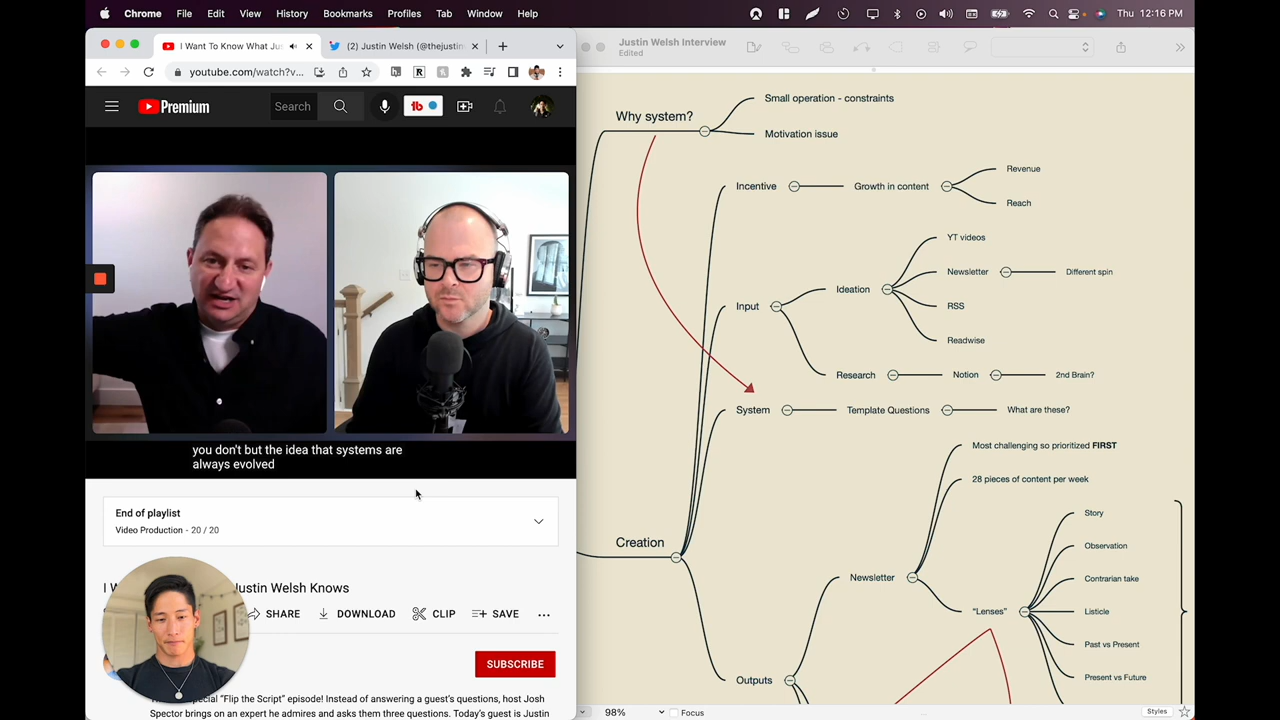 Chrome File Edit View History Bookmarks Profiles Tab Window Help Thu 12:16 PM
I Want To Know What Jus
(2) Justin Welsh (@thejustin
youtube.com/watch?v...
Premium
Search
you don't but the idea that systems are
always evolved
End of playlist
Video Production - 20 / 20
I W
Justin Welsh Knows
SHARE DOWNLOAD CLIP SAVE
SUBSCRIBE
pecial "Flip the Script" episode! Instead of answering a guest's questions, host Josh
Spector brings on an expert he admires and asks them three questions. Today's guest is Justin
Justin Welsh Interview
Edited
Why system?
Small operation - constraints
Motivation issue
Incentive
Growth in content
Revenue
Reach
Input
Ideation
YT videos
Newsletter
Different spin
RSS
Readwise
Research
Notion
2nd Brain?
System
Template Questions
What are these?
Creation
Most challenging so prioritized FIRST
28 pieces of content per week
Newsletter
"Lenses"
Story
Observation
Contrarian take
Listicle
Past vs Present
Present vs Future
Outputs
98%
Focus
Styles